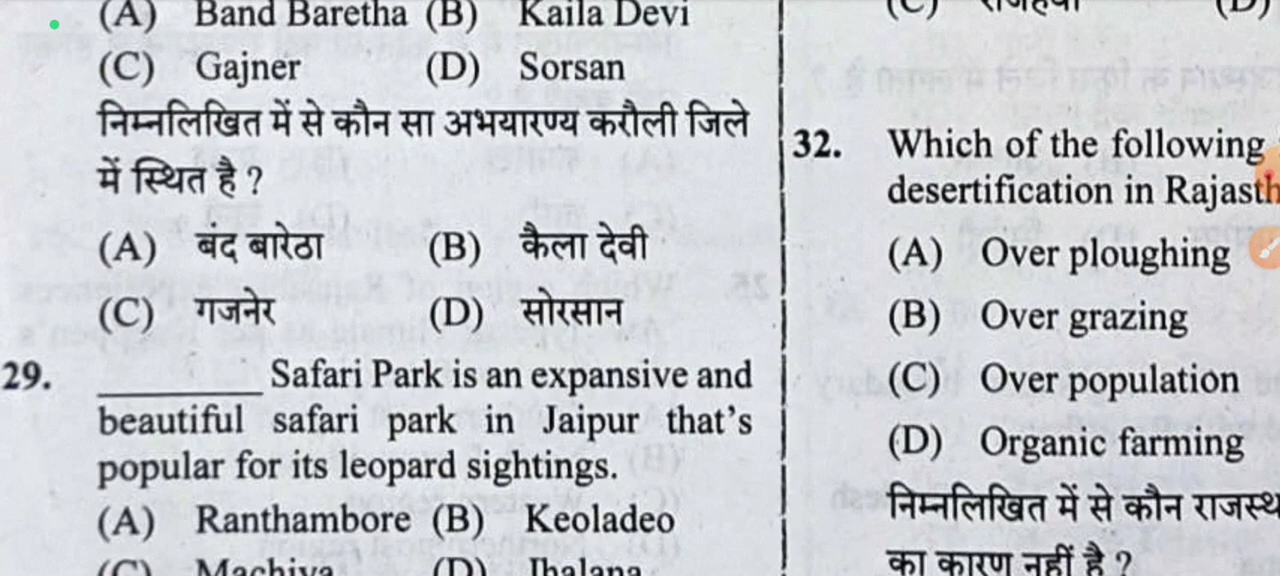 (A) Band Baretha (B) Kaila Devi
(C) Gajner (D) Sorsan
निम्नलिखित में से कौन सा अभयारण्य करौली जिले
में स्थित है ?
(A) बंद बारेठा (B) कैला देवी
(C) गजनेर (D) सोरसान
29. ________ Safari Park is an expansive and
beautiful safari park in Jaipur that's
popular for its leopard sightings.
(A) Ranthambore (B) Keoladeo
(C) Machiya (D) Jhalana
(C) (D)
32. Which of the following
desertification in Rajasth
(A) Over ploughing
(B) Over grazing
(C) Over population
(D) Organic farming
निम्नलिखित में से कौन राजस्थ
का कारण नहीं है ?